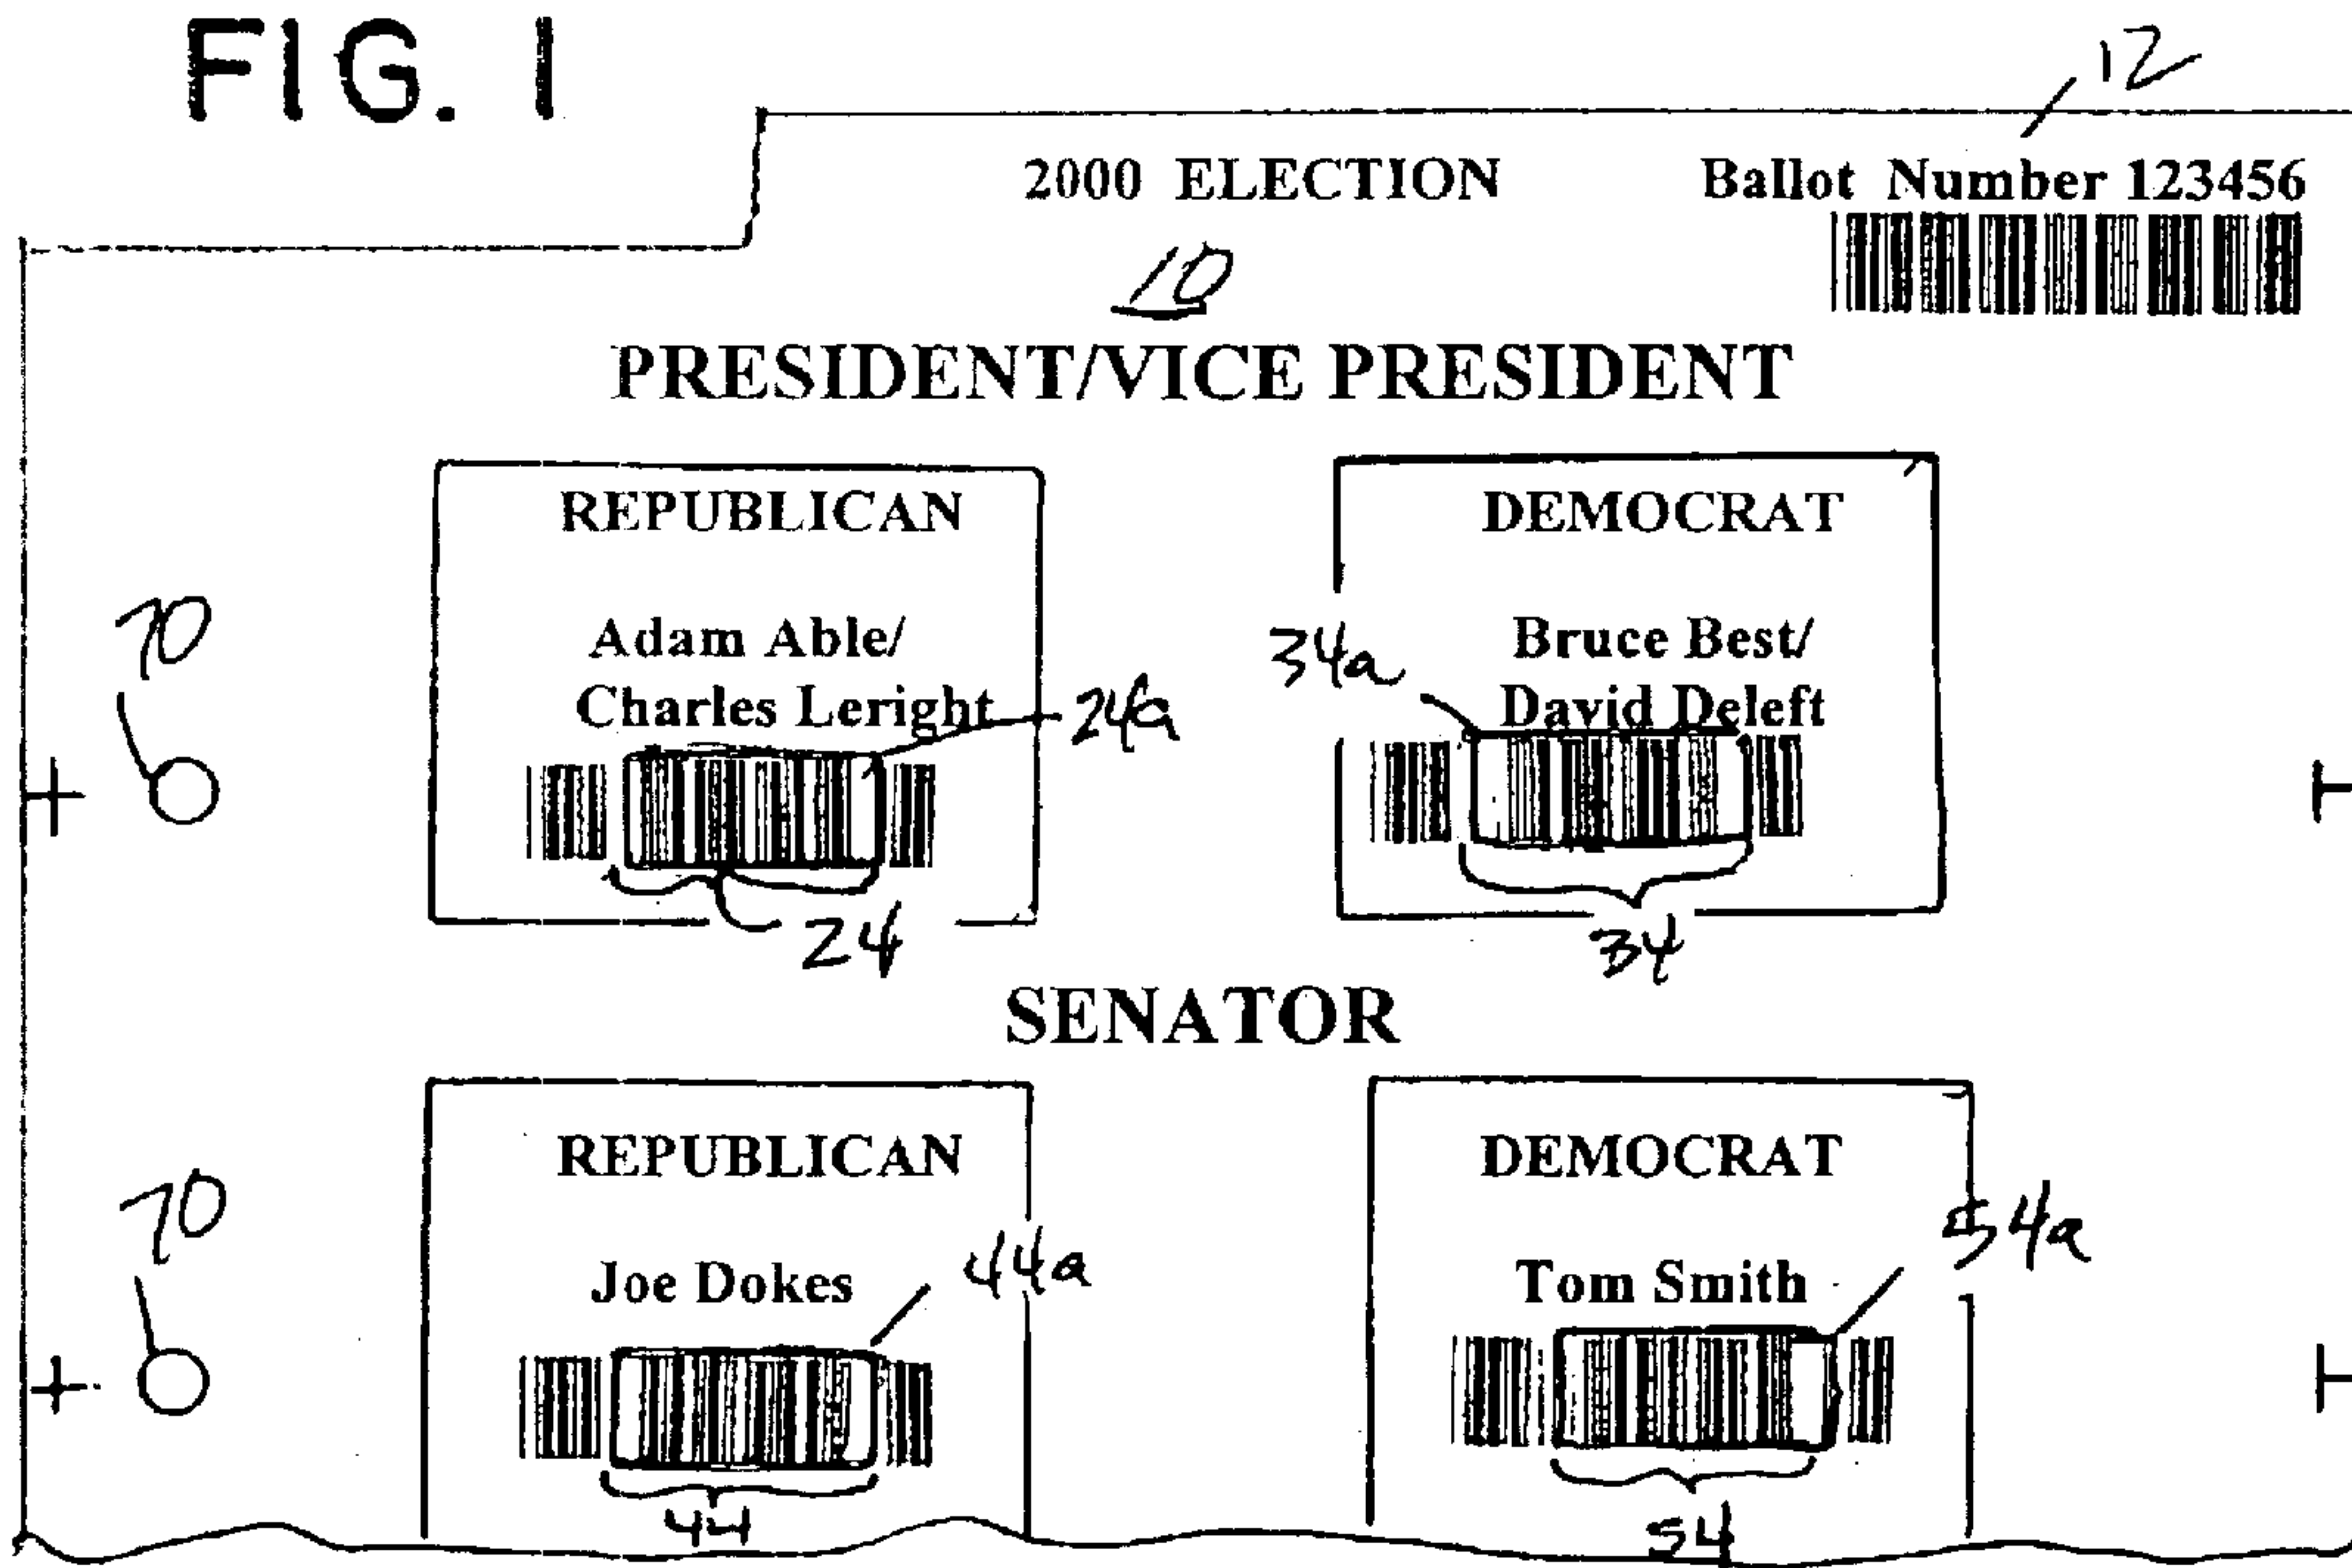 FIG. 1
12
2000 ELECTION
Ballot Number 123456
10
PRESIDENT/VICE PRESIDENT
REPUBLICAN
DEMOCRAT
70
Adam Able/
Charles Leright
24a
34a
Bruce Best/
David Deleft
24
34
SENATOR
REPUBLICAN
DEMOCRAT
70
Joe Dokes
44a
Tom Smith
54a
44
54